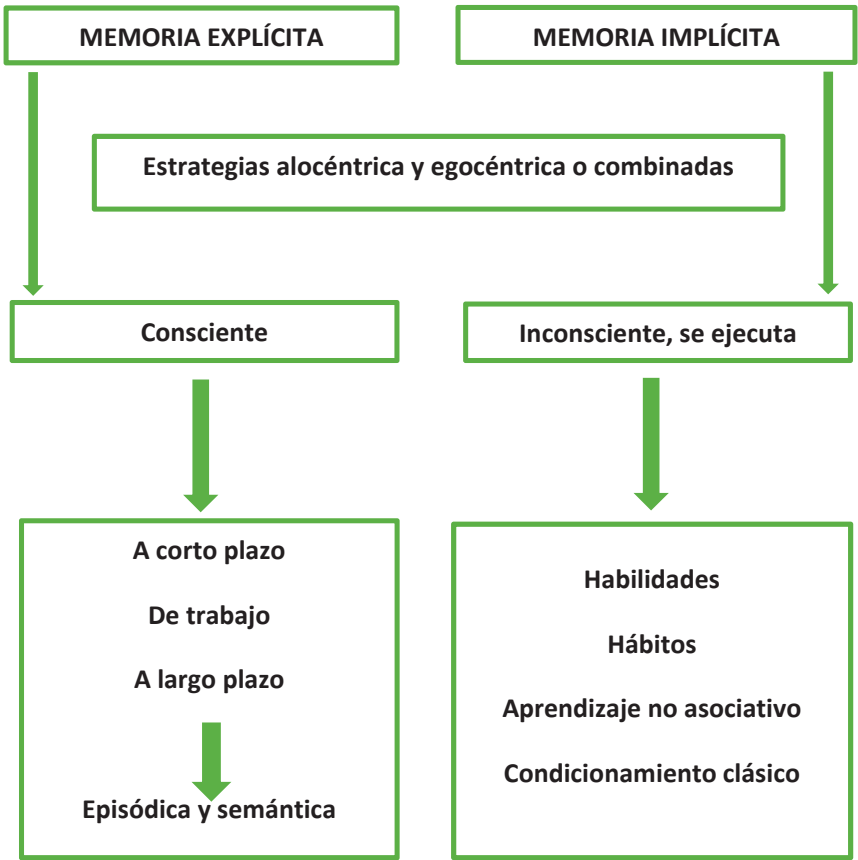 MEMORIA EXPLÍCITA
MEMORIA IMPLÍCITA
Estrategias alocéntrica y egocéntrica o combinadas
Consciente
Inconsciente, se ejecuta
A corto plazo
De trabajo
A largo plazo
Episódica y semántica
Habilidades
Hábitos
Aprendizaje no asociativo
Condicionamiento clásico